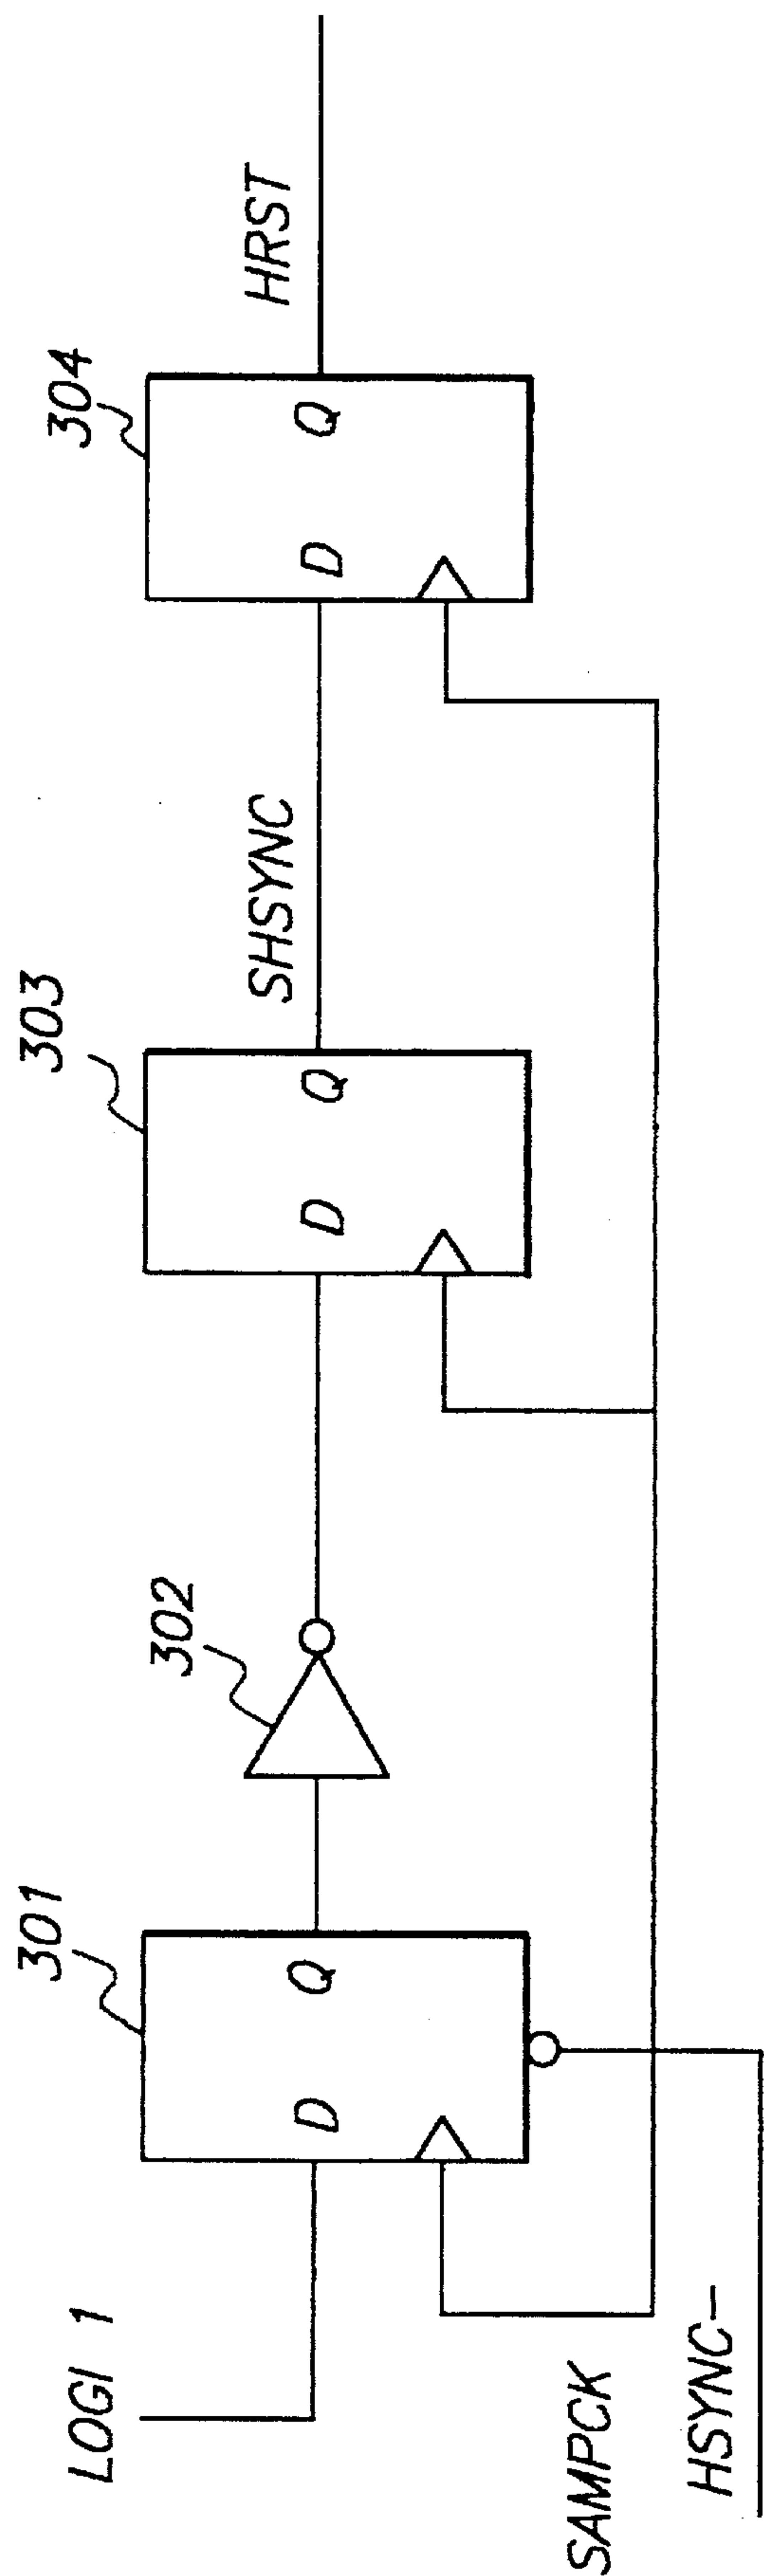 301
302
303
304
LOGI 1
D
Q
D
Q
SHSYNC
D
Q
HRST
SAMPCK
HSYNC–